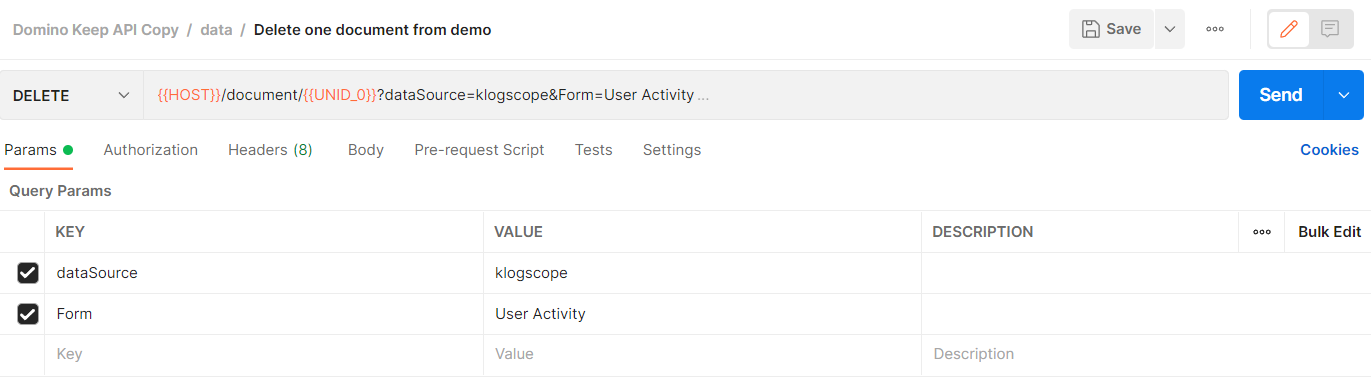 Domino Keep API Copy / data / Delete one document from demo
Save
DELETE
{{HOST}}/document/{{UNID_0}}?dataSource=klogscope&Form=User Activity ...
Send
Params Authorization Headers (8) Body Pre-request Script Tests Settings Cookies
Query Params
KEY VALUE DESCRIPTION Bulk Edit
dataSource klogscope
Form User Activity
Key Value Description